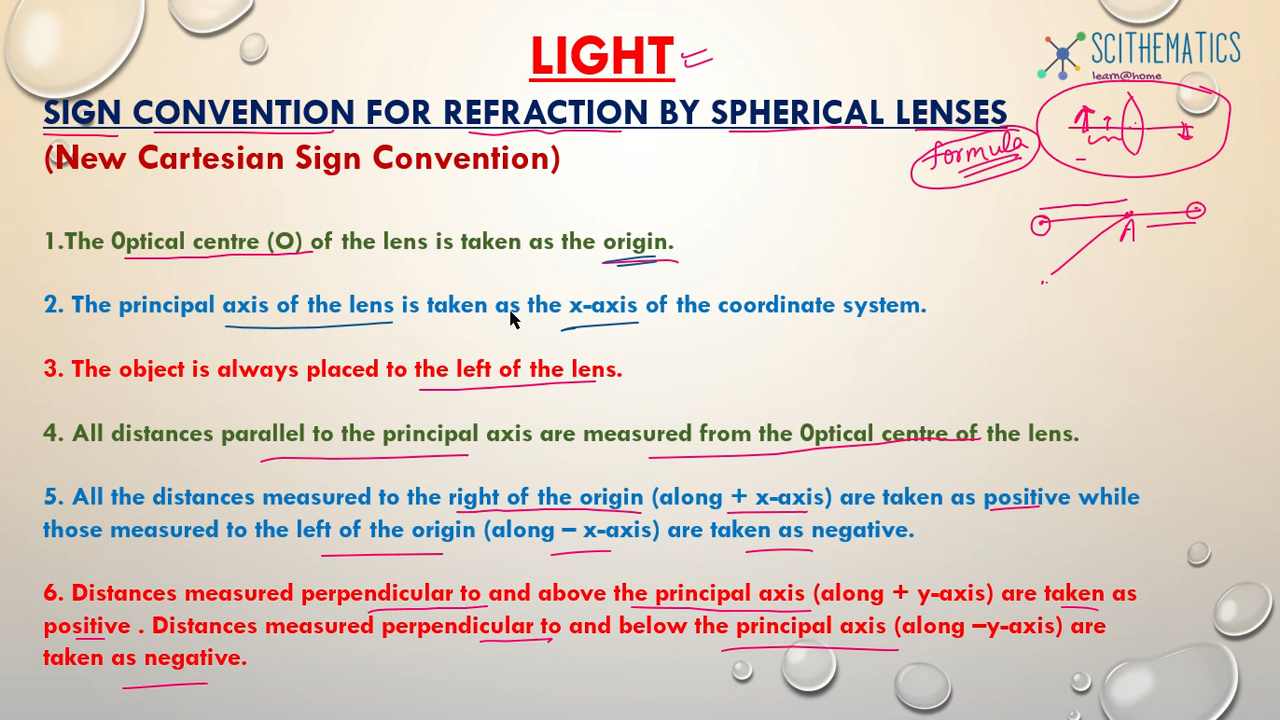 LIGHT
SCITHEMATICS
learn@home
SIGN CONVENTION FOR REFRACTION BY SPHERICAL LENSES
(New Cartesian Sign Convention)
formula
A
1.The 0ptical centre (O) of the lens is taken as the origin.
2. The principal axis of the lens is taken as the x-axis of the coordinate system.
3. The object is always placed to the left of the lens.
4. All distances parallel to the principal axis are measured from the 0ptical centre of the lens.
5. All the distances measured to the right of the origin (along + x-axis) are taken as positive while
those measured to the left of the origin (along – x-axis) are taken as negative.
6. Distances measured perpendicular to and above the principal axis (along + y-axis) are taken as
positive . Distances measured perpendicular to and below the principal axis (along –y-axis) are
taken as negative.